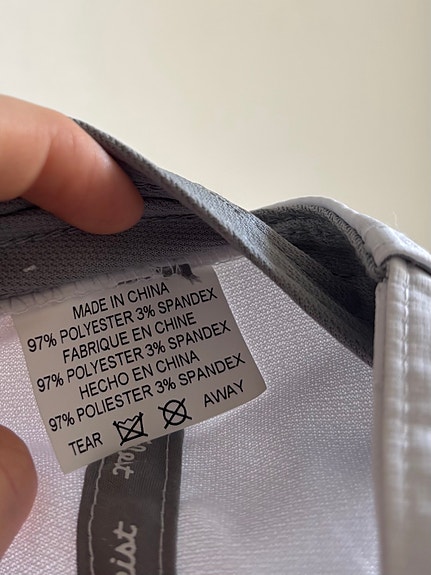 MADE IN CHINA
97% POLYESTER 3% SPANDEX
FABRIQUE EN CHINE
97% POLYESTER 3% SPANDEX
HECHO EN CHINA
97% POLIESTER 3% SPANDEX
TEAR AWAY